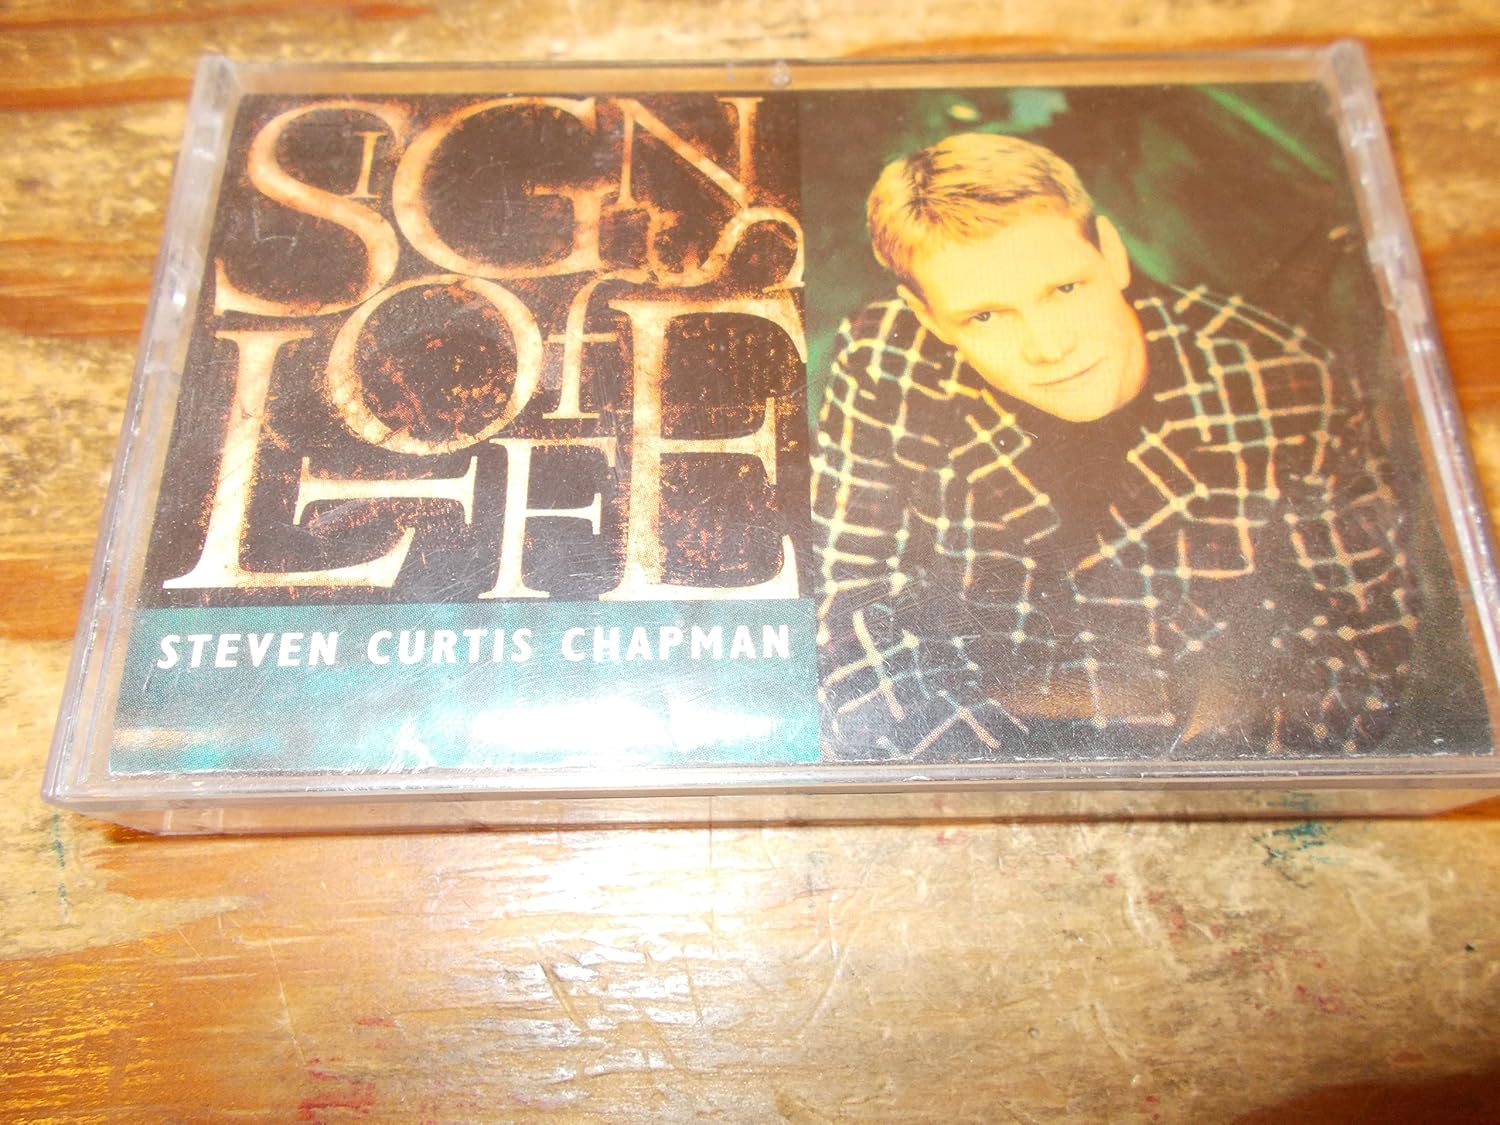 SIGNS
OF
LIFE
STEVEN CURTIS CHAPMAN